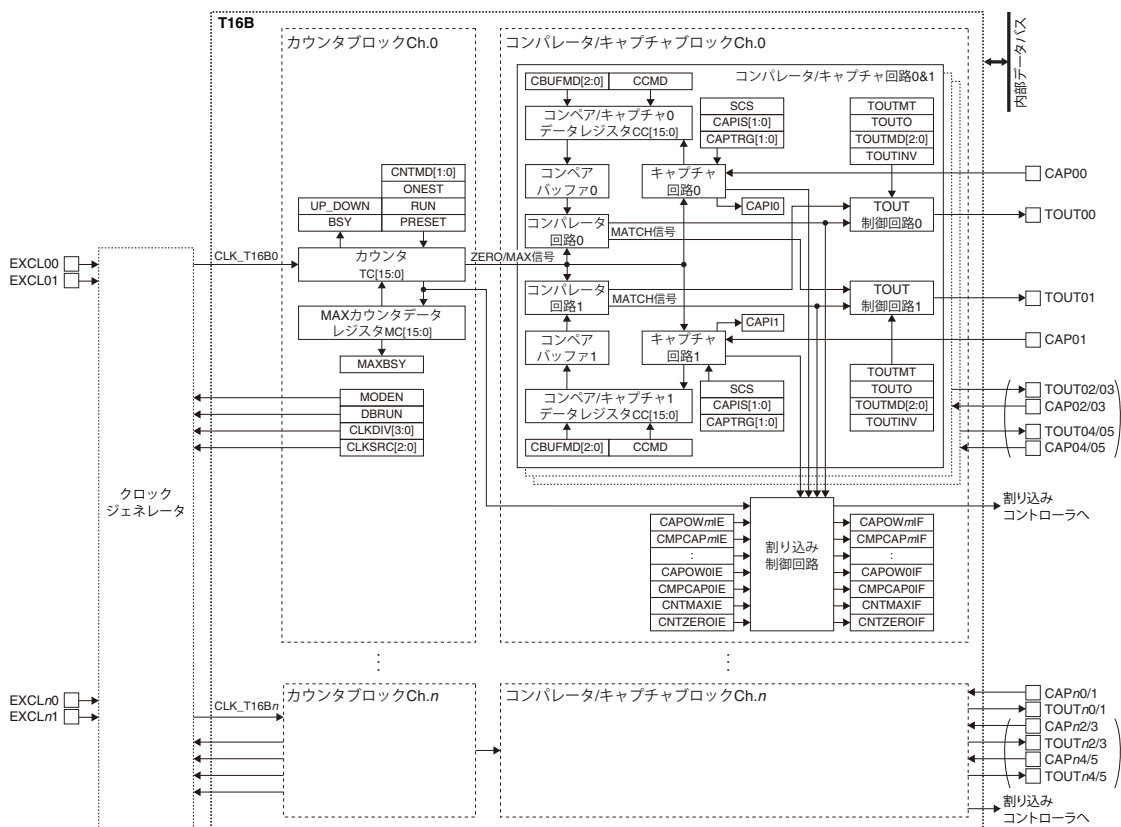 T16B
カウンタブロックCh.0
コンパレータ/キャプチャブロックCh.0
コンパレータ/キャプチャ回路0&1
内部データバス
CBUFMD[2:0]
CCMD
コンペア/キャプチャ0
データレジスタCC[15:0]
SCS
CAPIS[1:0]
CAPTRG[1:0]
TOUTMT
TOUTO
TOUTMD[2:0]
TOUTINV
コンペア
バッファ0
キャプチャ
回路0
CAPI0
TOUT
制御回路0
CAP00
TOUT00
CNTMD[1:0]
ONEST
UP_DOWN
RUN
BSY
PRESET
コンパレータ
回路0
MATCH信号
EXCL00
EXCL01
CLK_T16B0
カウンタ
TC[15:0]
ZERO/MAX信号
コンパレータ
回路1
MATCH信号
TOUT
制御回路1
TOUT01
MAXカウンタデータ
レジスタMC[15:0]
MAXBSY
コンペア
バッファ1
キャプチャ
回路1
CAPI1
CAP01
MODEN
DBRUN
CLKDIV[3:0]
CLKSRC[2:0]
コンペア/キャプチャ1
データレジスタCC[15:0]
CBUFMD[2:0]
CCMD
SCS
CAPIS[1:0]
CAPTRG[1:0]
TOUTMT
TOUTO
TOUTMD[2:0]
TOUTINV
TOUT02/03
CAP02/03
TOUT04/05
CAP04/05
クロック
ジェネレータ
割り込み
コントローラへ
CAPOWmIE
CMPCAPmIE
:
CAPOW0IE
CMPCAP0IE
CNTMAXIE
CNTZEROIE
割り込み
制御回路
CAPOWmIF
CMPCAPmIF
:
CAPOW0IF
CMPCAP0IF
CNTMAXIF
CNTZEROIF
⋮
⋮
EXCLn0
EXCLn1
CLK_T16Bn
カウンタブロックCh.n
コンパレータ/キャプチャブロックCh.n
CAPn0/1
TOUTn0/1
CAPn2/3
TOUTn2/3
CAPn4/5
TOUTn4/5
割り込み
コントローラへ